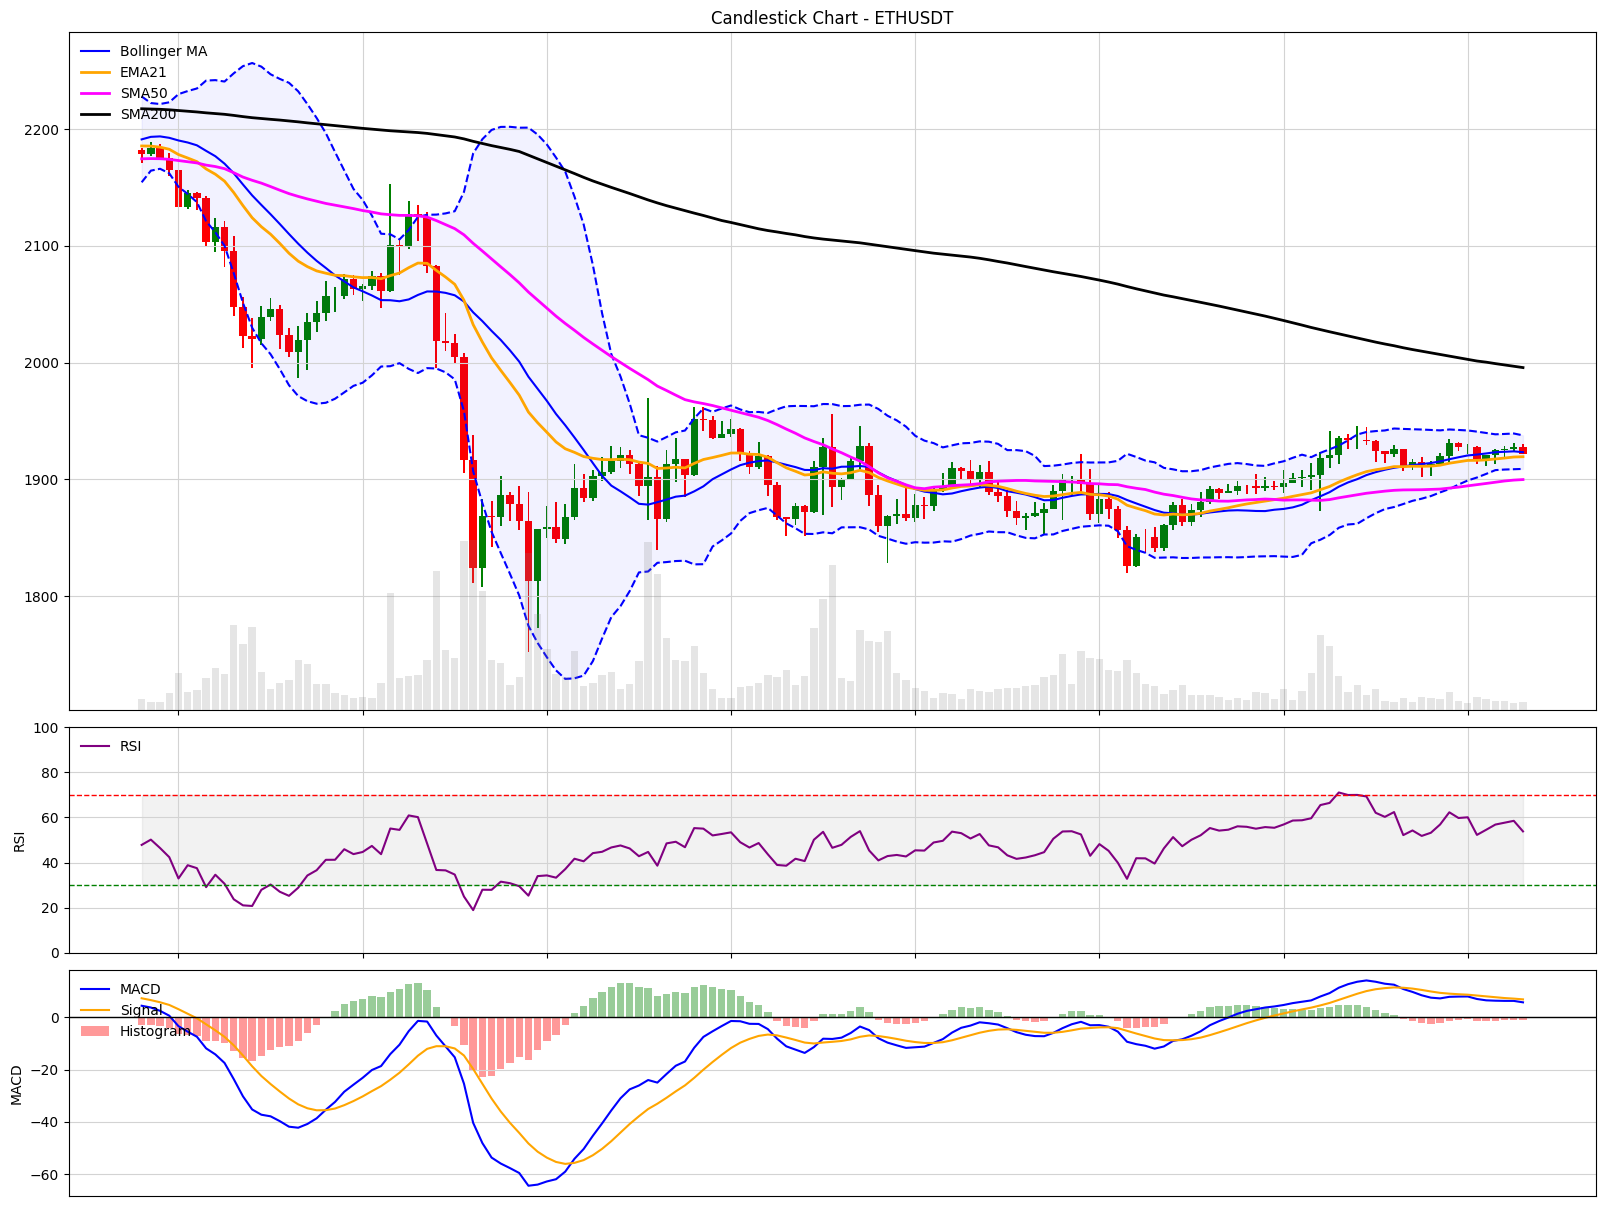 Candlestick Chart - ETHUSDT
Bollinger MA
EMA21
SMA50
SMA200
2200
2100
2000
1900
1800
100
80
60
40
20
0
RSI
RSI
0
−20
−40
−60
MACD
MACD
Signal
Histogram